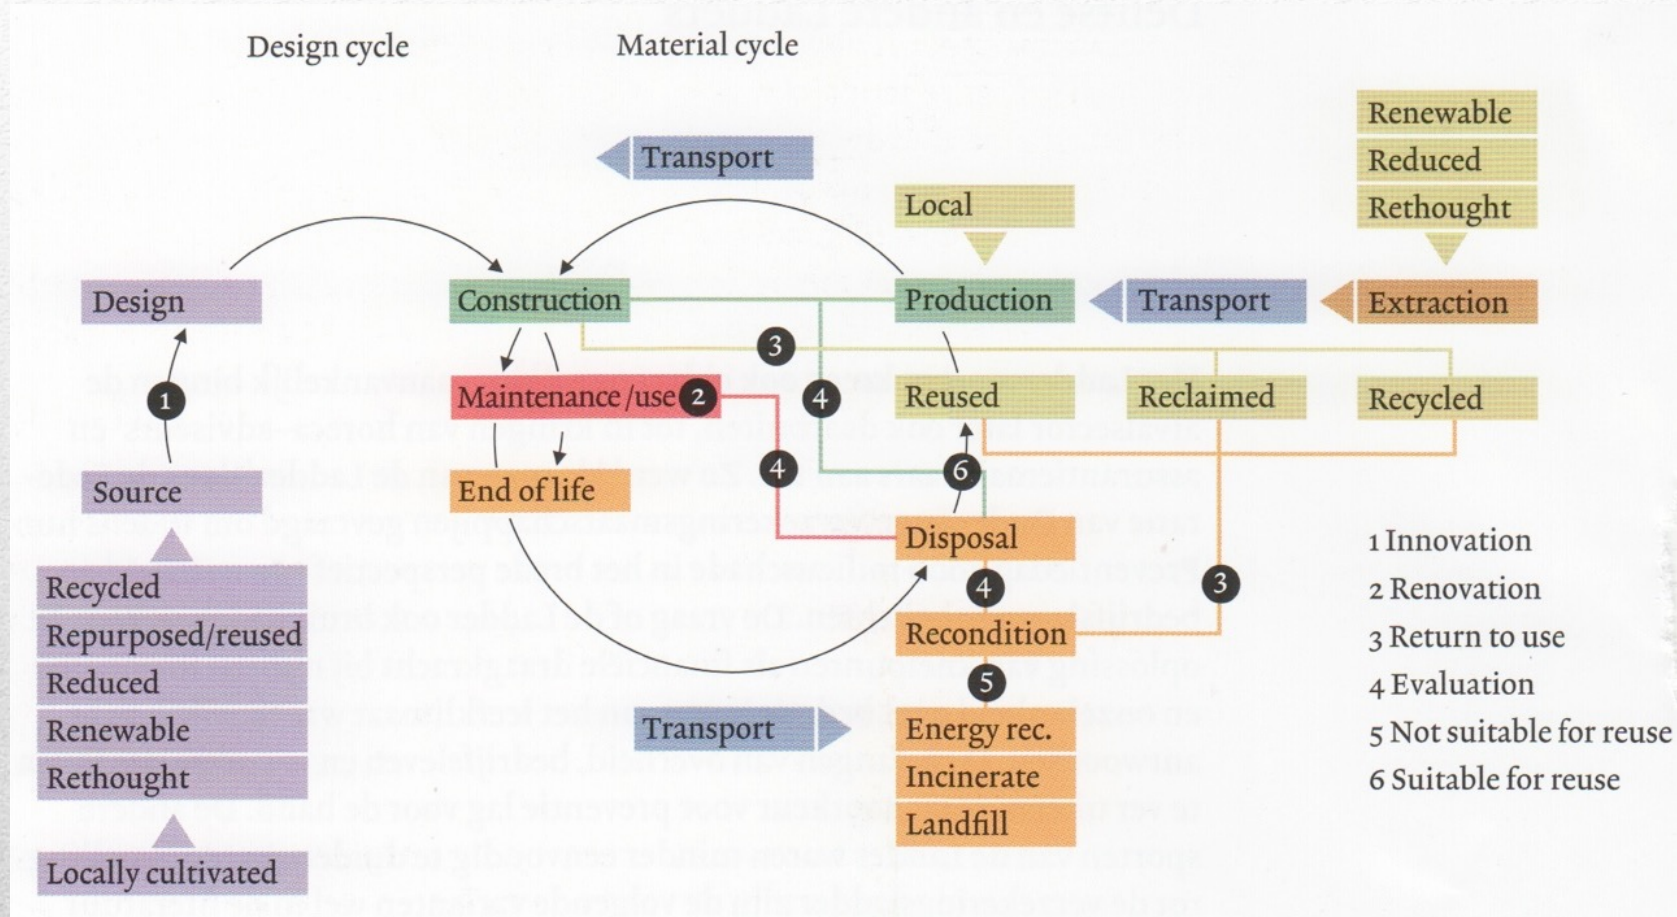 Design cycle
Material cycle
Transport
Renewable
Reduced
Rethought
Local
Design
Construction
Production
Transport
Extraction
3
1
Maintenance/use
2
4
Reused
Reclaimed
Recycled
4
6
Source
End of life
Disposal
Recycled
Repurposed/reused
Reduced
Renewable
Rethought
Locally cultivated
4
3
Recondition
5
Transport
Energy rec.
Incinerate
Landfill
1 Innovation
2 Renovation
3 Return to use
4 Evaluation
5 Not suitable for reuse
6 Suitable for reuse